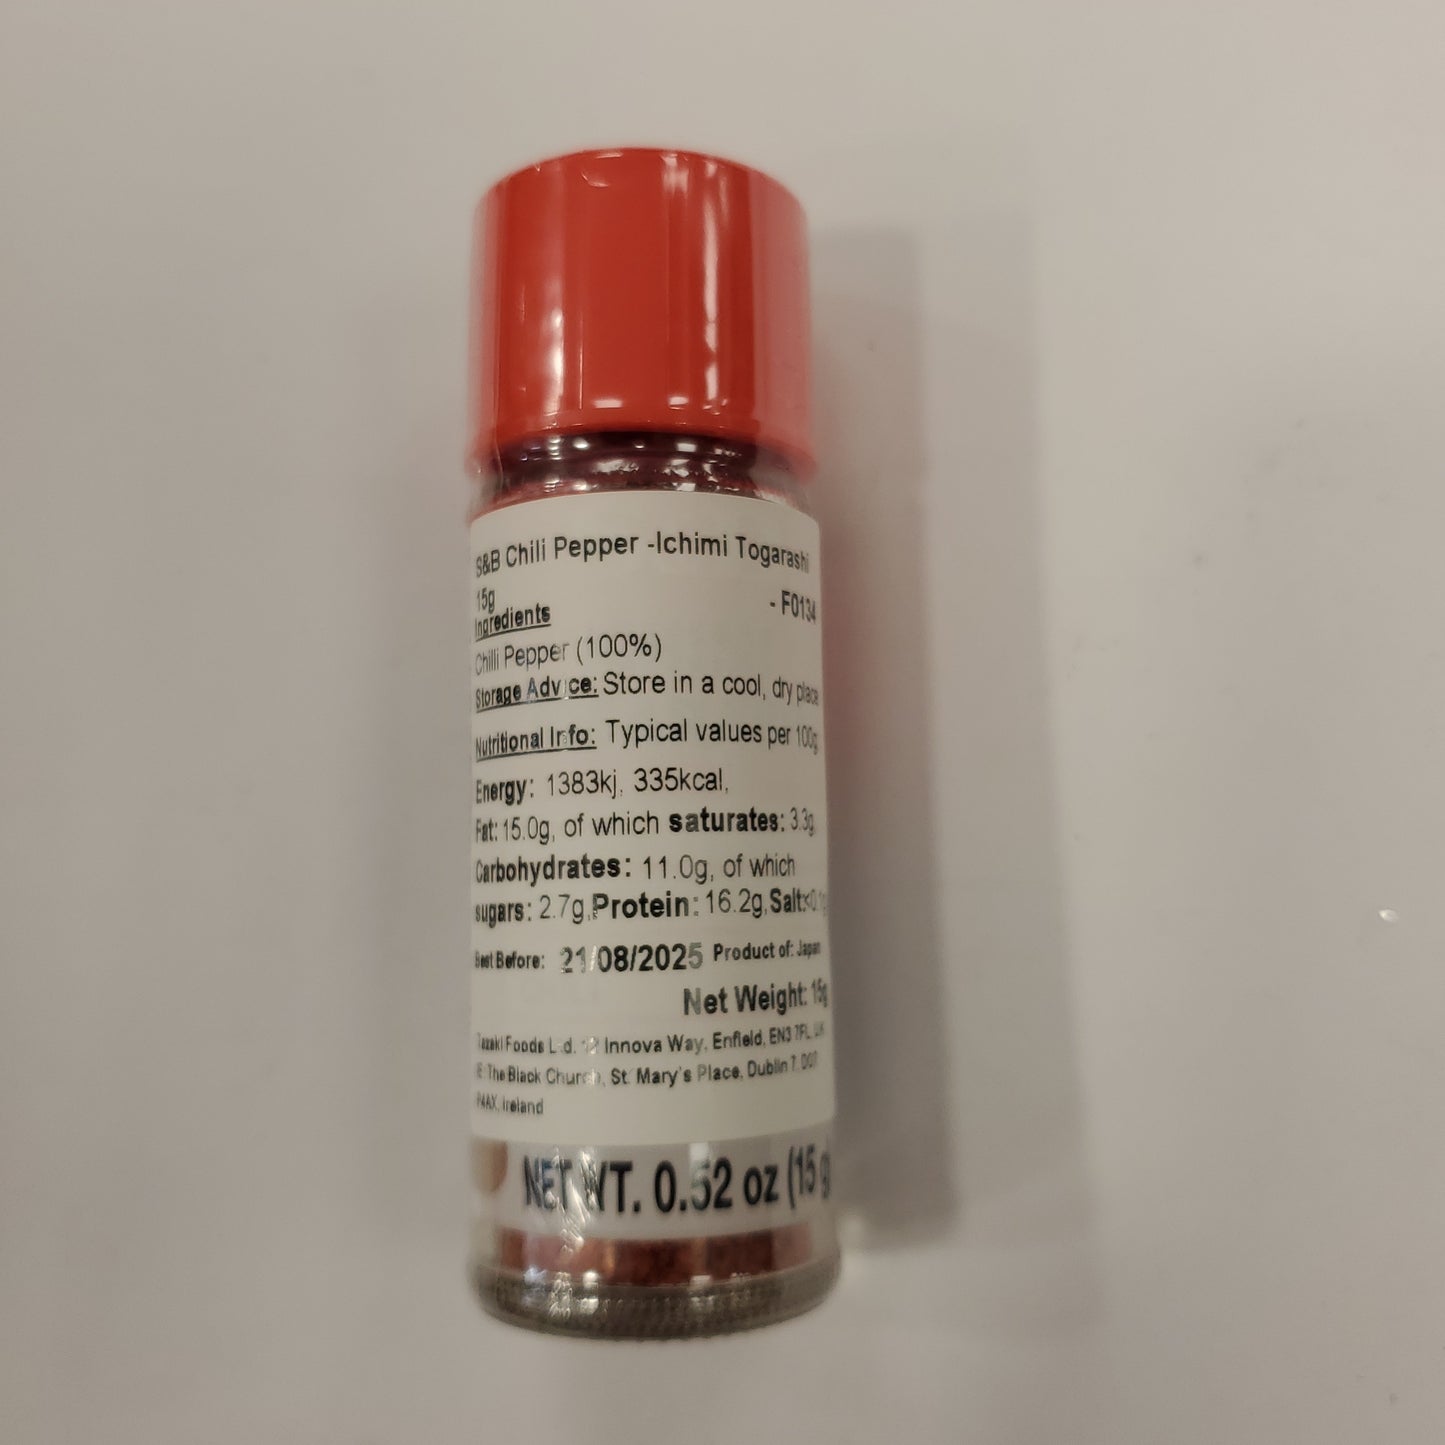 S&B Chili Pepper -Ichimi Togarashi
15g - F0134
Ingredients
Chilli Pepper (100%)
Storage Advice: Store in a cool, dry place
Nutritional Info: Typical values per 100g
Energy: 1383kj, 335kcal,
Fat: 15.0g, of which saturates: 3.3g
Carbohydrates: 11.0g, of which
sugars: 2.7g, Protein: 16.2g, Salt:
Best Before: 21/08/2025 Product of: Japan
Net Weight: 15g
Tazaki Foods Ltd. 12 Innova Way, Enfield, EN3 7FL, UK
The Black Church, St. Mary's Place, Dublin 7, D07
P4AX, Ireland
NET WT. 0.52 oz (15 g)